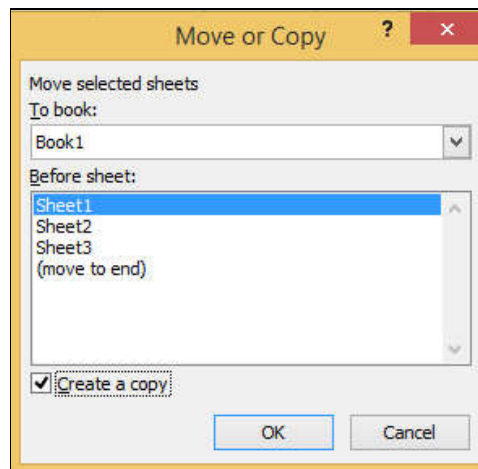 Move or Copy ? ×
Move selected sheets
To book:
Book1
Before sheet:
Sheet1
Sheet2
Sheet3
(move to end)
Create a copy
OK Cancel